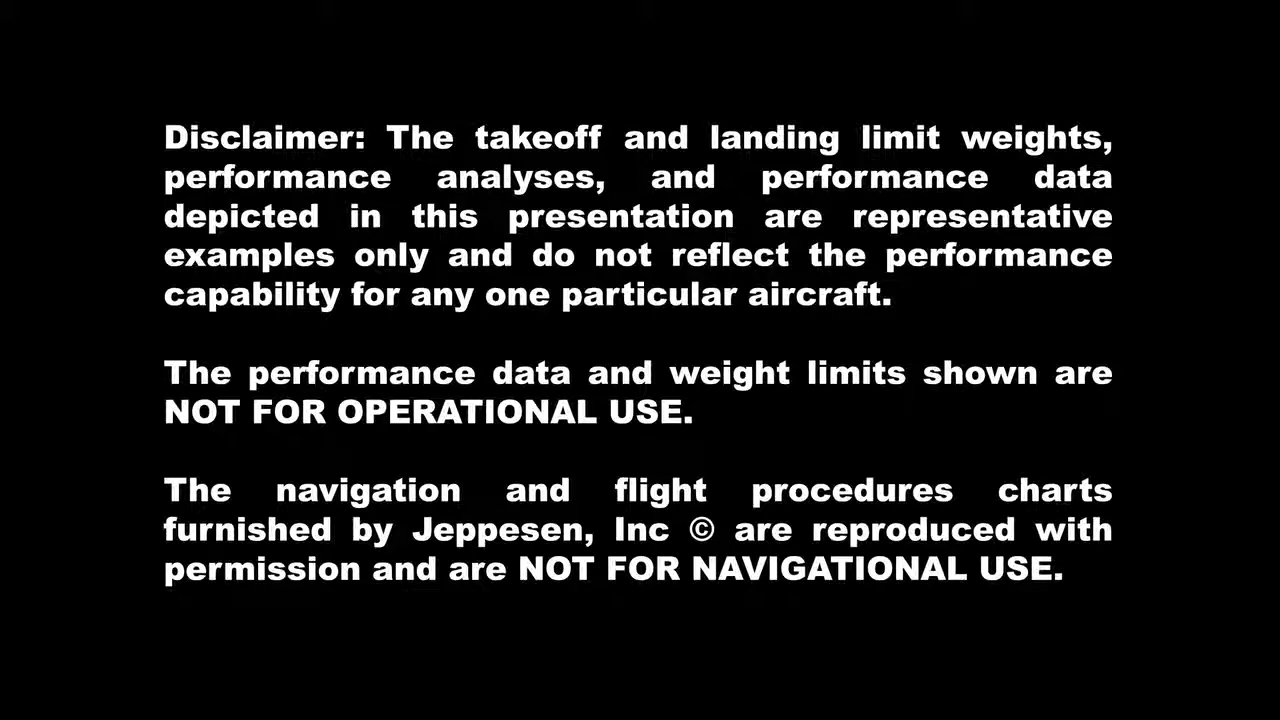 Disclaimer: The takeoff and landing limit weights,
performance analyses, and performance data
depicted in this presentation are representative
examples only and do not reflect the performance
capability for any one particular aircraft.
The performance data and weight limits shown are
NOT FOR OPERATIONAL USE.
The navigation and flight procedures charts
furnished by Jeppesen, Inc © are reproduced with
permission and are NOT FOR NAVIGATIONAL USE.